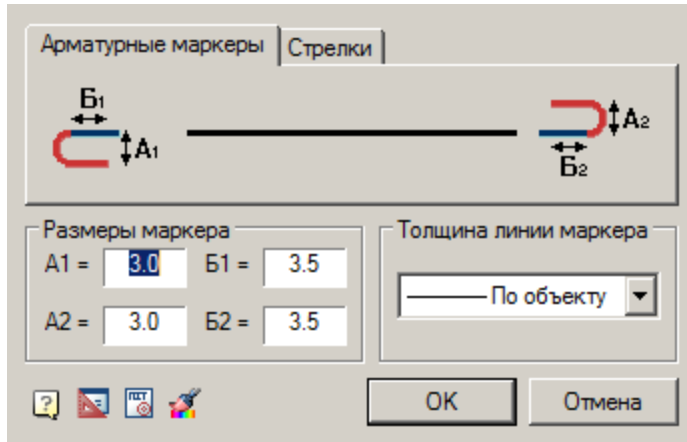 Арматурные маркеры Стрелки
Б1
А1
А2
Б2
Размеры маркера
А1 = 3.0 Б1 = 3.5
А2 = 3.0 Б2 = 3.5
Толщина линии маркера
По объекту
OK Отмена